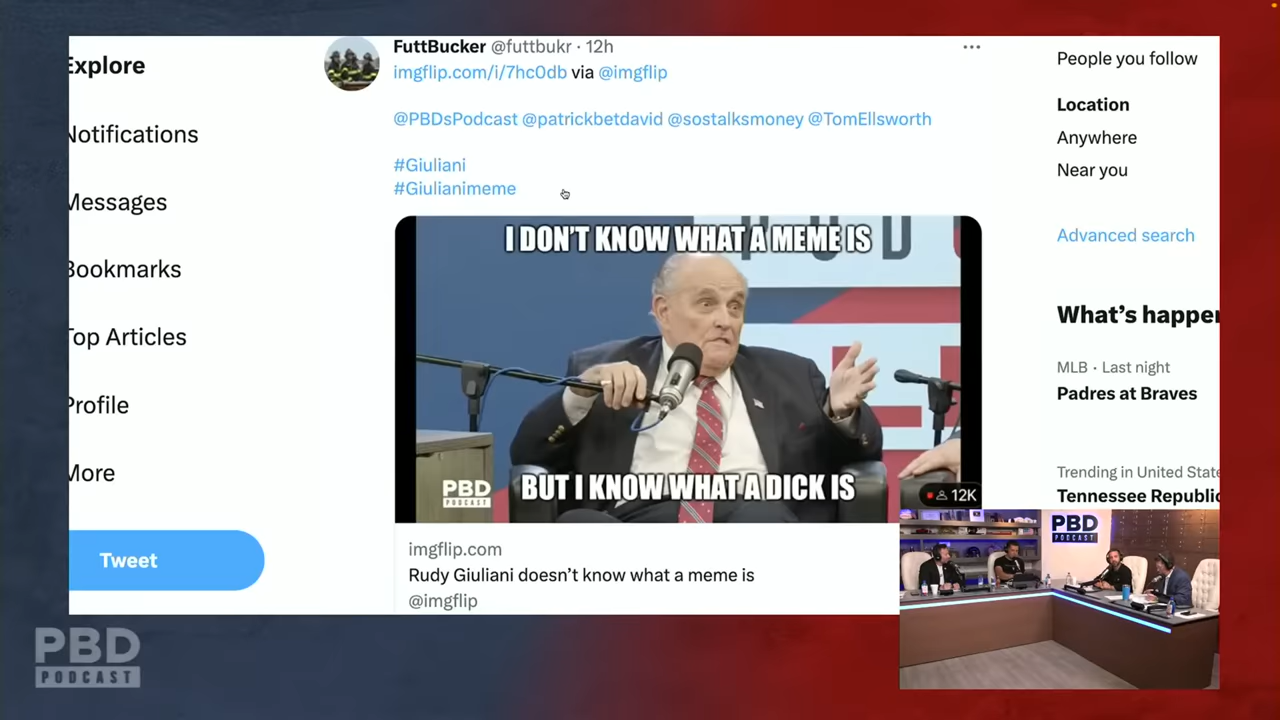 Explore
Notifications
Messages
Bookmarks
Top Articles
Profile
More
Tweet
FuttBucker @futtbukr · 12h
imgflip.com/i/7hc0db via @imgflip
@PBDsPodcast @patrickbetdavid @sostalksmoney @TomEllsworth
#Giuliani
#Giulianimeme
I DON'T KNOW WHAT A MEME IS
BUT I KNOW WHAT A DICK IS
PBD
PODCAST
12K
imgflip.com
Rudy Giuliani doesn't know what a meme is
@imgflip
People you follow
Location
Anywhere
Near you
Advanced search
What's happe
MLB · Last night
Padres at Braves
Trending in United State
Tennessee Republic
PBD
PODCAST
PBD
PODCAST